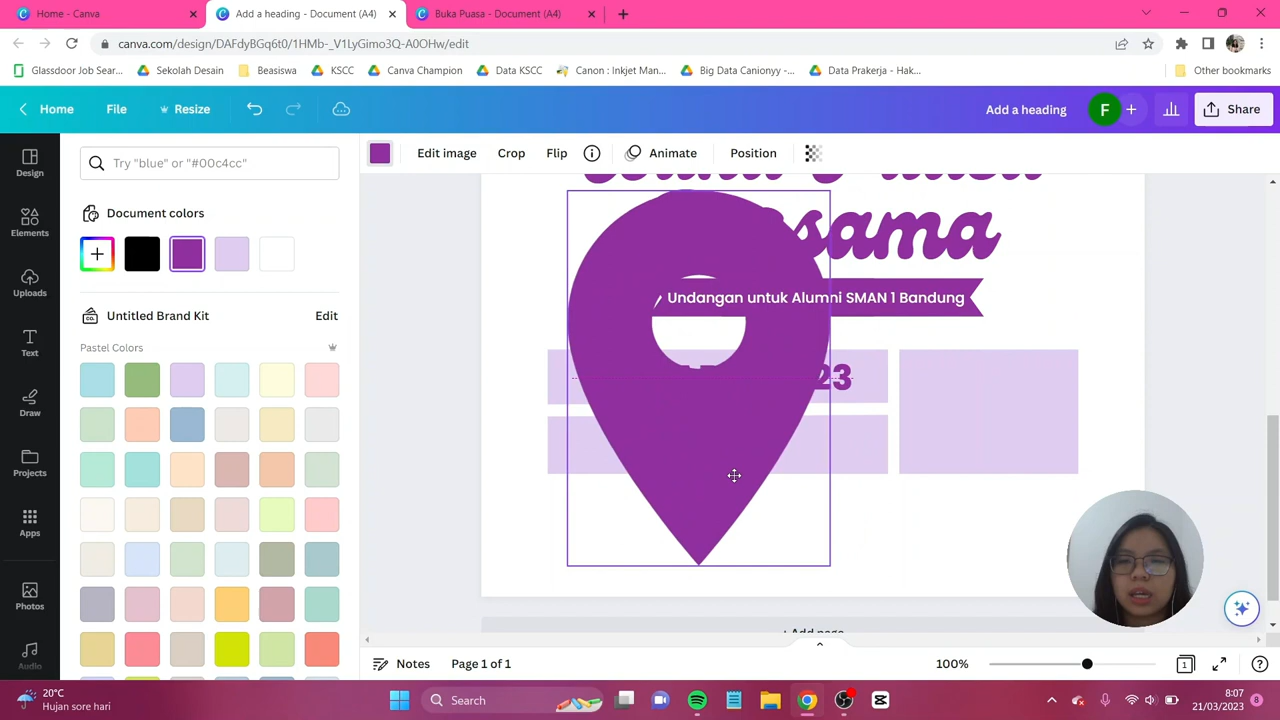 Home - Canva
Add a heading - Document (A4)
Buka Puasa - Document (A4)
canva.com/design/DAFdyBGq6t0/1HMb-_V1LyGimo3Q-A0OHw/edit
Glassdoor Job Sear...
Sekolah Desain
Beasiswa
KSCC
Canva Champion
Data KSCC
Canon : Inkjet Man...
Big Data Canionyy -...
Data Prakerja - Hak...
Other bookmarks
Home
File
Resize
Add a heading
F
Share
Design
Elements
Uploads
Text
Draw
Projects
Apps
Photos
Audio
Try "blue" or "#00c4cc"
Document colors
Untitled Brand Kit
Edit
Pastel Colors
Edit image
Crop
Flip
Animate
Position
sama
Undangan untuk Alumni SMAN 1 Bandung
23
+ Add page
Notes
Page 1 of 1
100%
1
20°C
Hujan sore hari
Search
8:07
21/03/2023